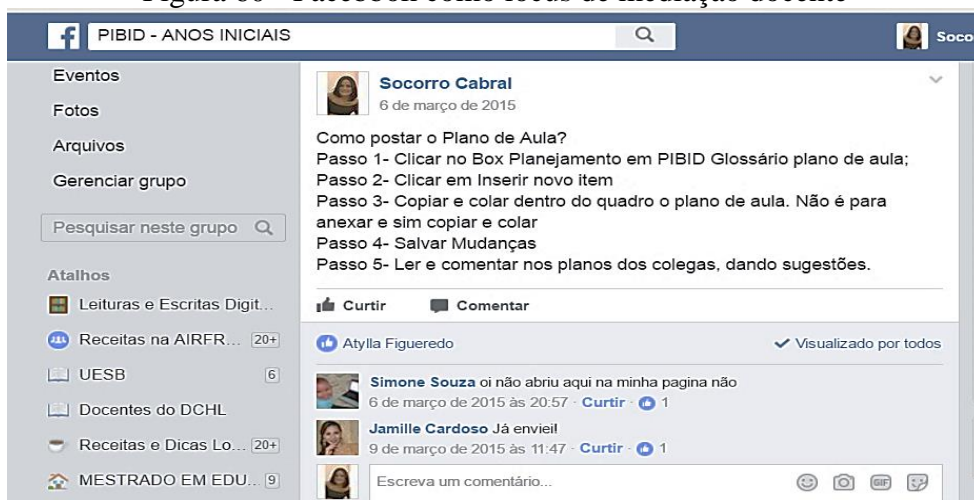 Figura 80 - Facebook como lócus de mediação docente
PIBID - ANOS INICIAIS
Soco
Eventos
Fotos
Arquivos
Gerenciar grupo
Pesquisar neste grupo
Atalhos
Leituras e Escritas Digit...
Receitas na AIRFR... 20+
UESB 6
Docentes do DCHL
Receitas e Dicas Lo... 20+
MESTRADO EM EDU... 9
Socorro Cabral
6 de março de 2015
Como postar o Plano de Aula?
Passo 1- Clicar no Box Planejamento em PIBID Glossário plano de aula;
Passo 2- Clicar em Inserir novo item
Passo 3- Copiar e colar dentro do quadro o plano de aula. Não é para
anexar e sim copiar e colar
Passo 4- Salvar Mudanças
Passo 5- Ler e comentar nos planos dos colegas, dando sugestões.
Curtir Comentar
Atylla Figueredo Visualizado por todos
Simone Souza oi não abriu aqui na minha pagina não
6 de março de 2015 às 20:57 · Curtir · 1
Jamille Cardoso Já enviei!
9 de março de 2015 às 11:47 · Curtir · 1
Escreva um comentário...
GIF